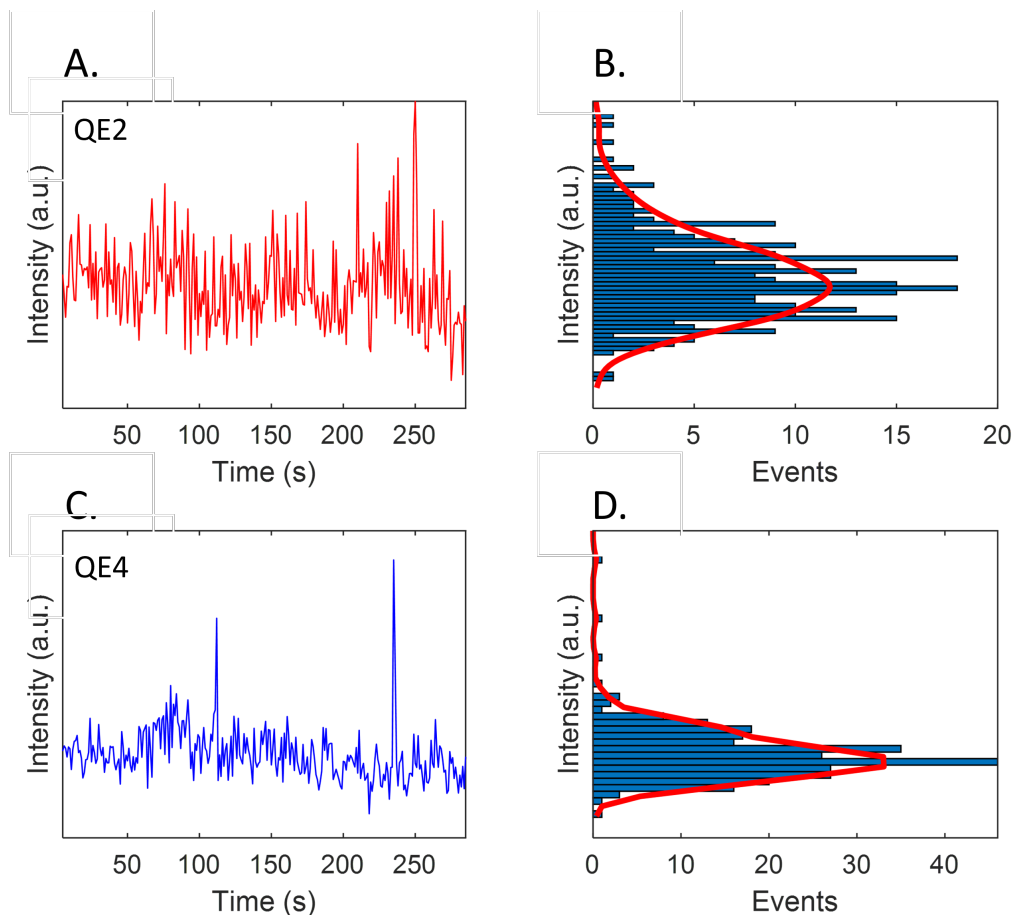 A.
B.
QE2
Intensity (a.u.)
50 100 150 200 250
Time (s)
Intensity (a.u.)
0 5 10 15 20
Events
C.
D.
QE4
Intensity (a.u.)
50 100 150 200 250
Time (s)
Intensity (a.u.)
0 10 20 30 40
Events